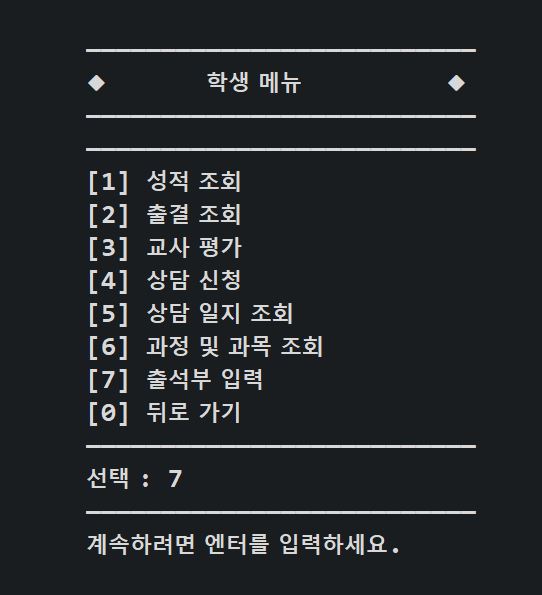 ◆ 학생 메뉴 ◆
[1] 성적 조회
[2] 출결 조회
[3] 교사 평가
[4] 상담 신청
[5] 상담 일지 조회
[6] 과정 및 과목 조회
[7] 출석부 입력
[0] 뒤로 가기
선택 : 7
계속하려면 엔터를 입력하세요.